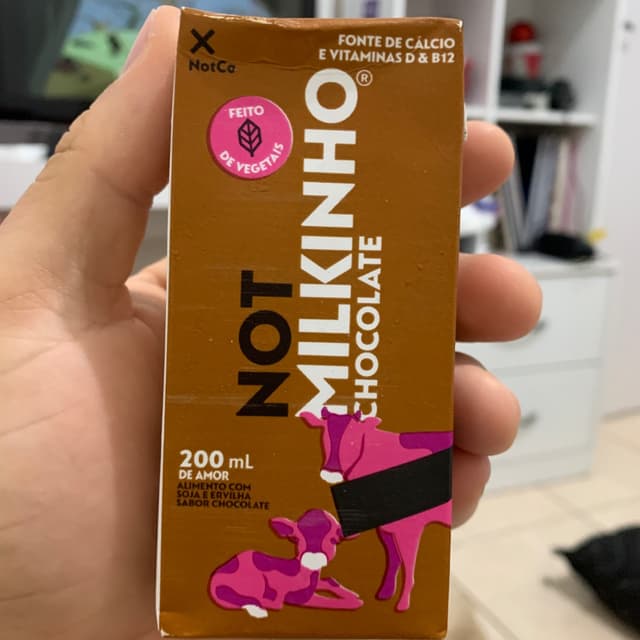 NotCo
FONTE DE CÁLCIO
E VITAMINAS D & B12
FEITO
DE VEGETAIS
NOT
MILKINHO®
CHOCOLATE
200 mL
DE AMOR
ALIMENTO COM
SOJA E ERVILHA
SABOR CHOCOLATE